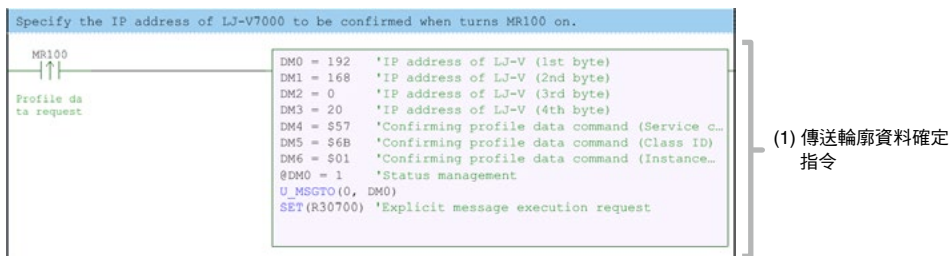 Specify the IP address of LJ-V7000 to be confirmed when turns MR100 on.
MR100
Profile da
ta request
DM0 = 192 'IP address of LJ-V (1st byte)
DM1 = 168 'IP address of LJ-V (2nd byte)
DM2 = 0 'IP address of LJ-V (3rd byte)
DM3 = 20 'IP address of LJ-V (4th byte)
DM4 = $57 'Confirming profile data command (Service c…
DM5 = $6B 'Confirming profile data command (Class ID)
DM6 = $01 'Confirming profile data command (Instance…
@DM0 = 1 'Status management
U_MSGTO(0, DM0)
SET(R30700) 'Explicit message execution request
(1) 傳送輪廓資料確定
指令